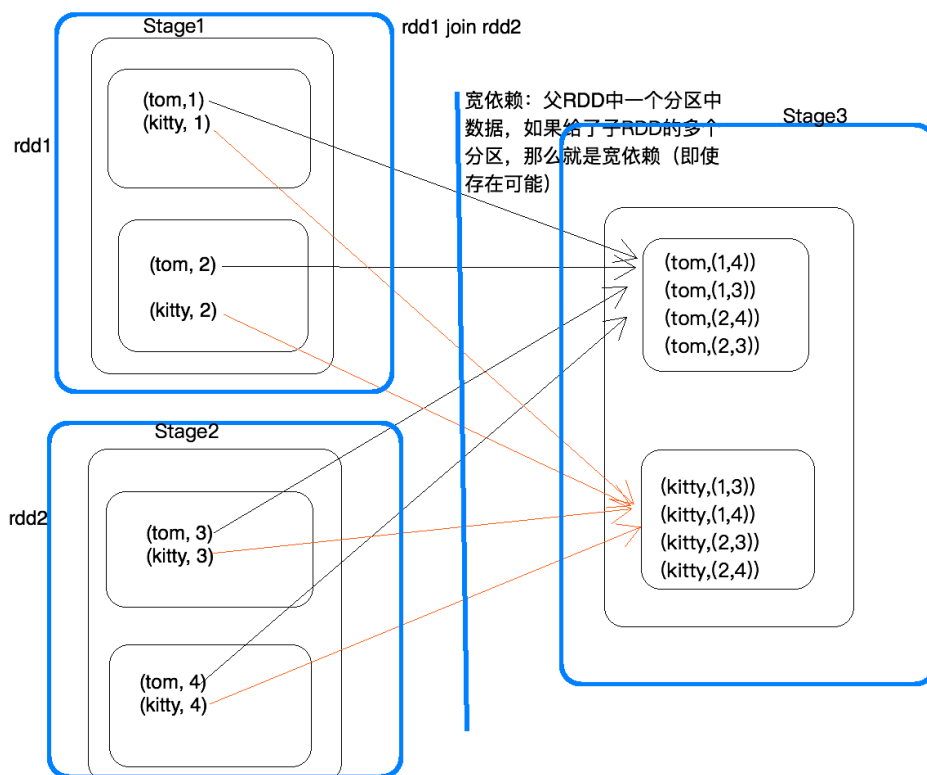 Stage1
rdd1 join rdd2
rdd1
(tom,1)
(kitty, 1)
(tom, 2)
(kitty, 2)
宽依赖：父RDD中一个分区中
数据，如果给了子RDD的多个
分区，那么就是宽依赖（即使
存在可能）
Stage3
(tom,(1,4))
(tom,(1,3))
(tom,(2,4))
(tom,(2,3))
Stage2
rdd2
(tom, 3)
(kitty, 3)
(tom, 4)
(kitty, 4)
(kitty,(1,3))
(kitty,(1,4))
(kitty,(2,3))
(kitty,(2,4))